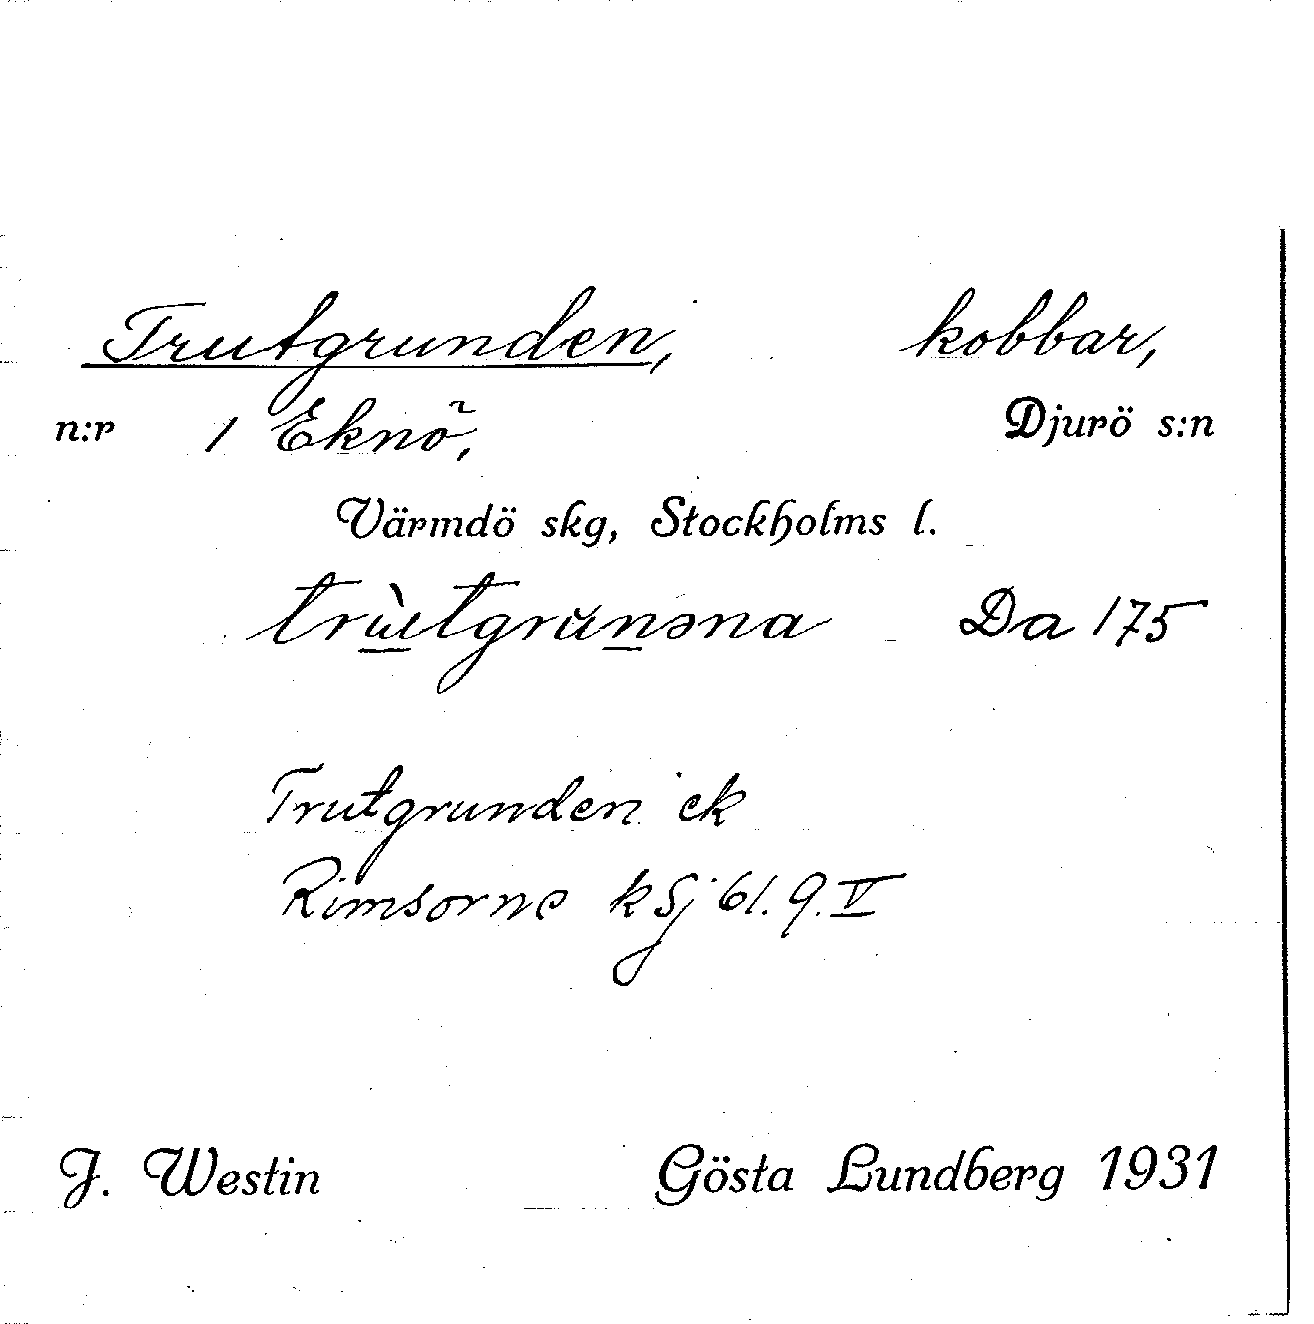 Trutgrunden, kobbar,
n:r 1 Eknö, Djurö s:n
Värmdö skg, Stockholms l.
trùtgrunəna Da 175
Trutgrunden ek
Rimsorne ksj 61.9.V
J. Westin Gösta Lundberg 1931